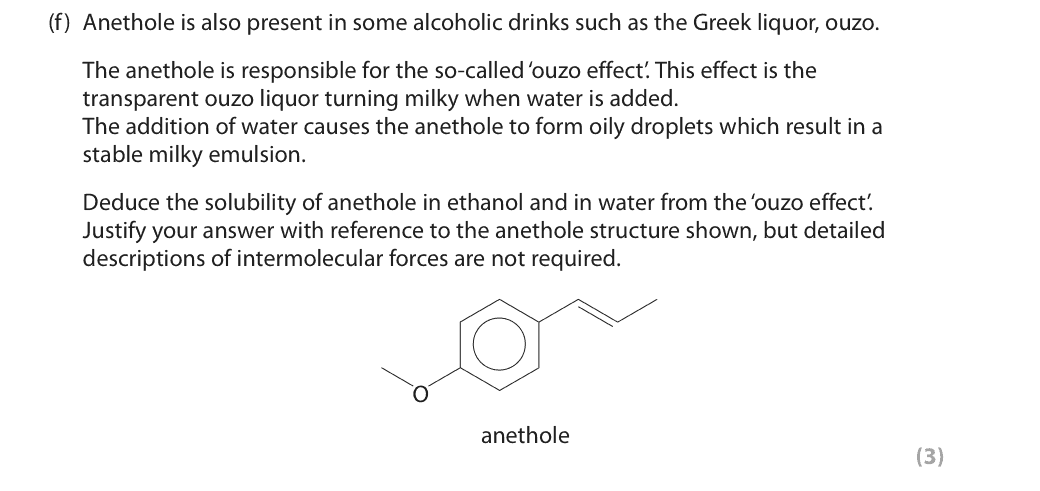 (f) Anethole is also present in some alcoholic drinks such as the Greek liquor, ouzo.
The anethole is responsible for the so-called ‘ouzo effect’. This effect is the
transparent ouzo liquor turning milky when water is added.
The addition of water causes the anethole to form oily droplets which result in a
stable milky emulsion.
Deduce the solubility of anethole in ethanol and in water from the ‘ouzo effect’.
Justify your answer with reference to the anethole structure shown, but detailed
descriptions of intermolecular forces are not required.
O
anethole
(3)